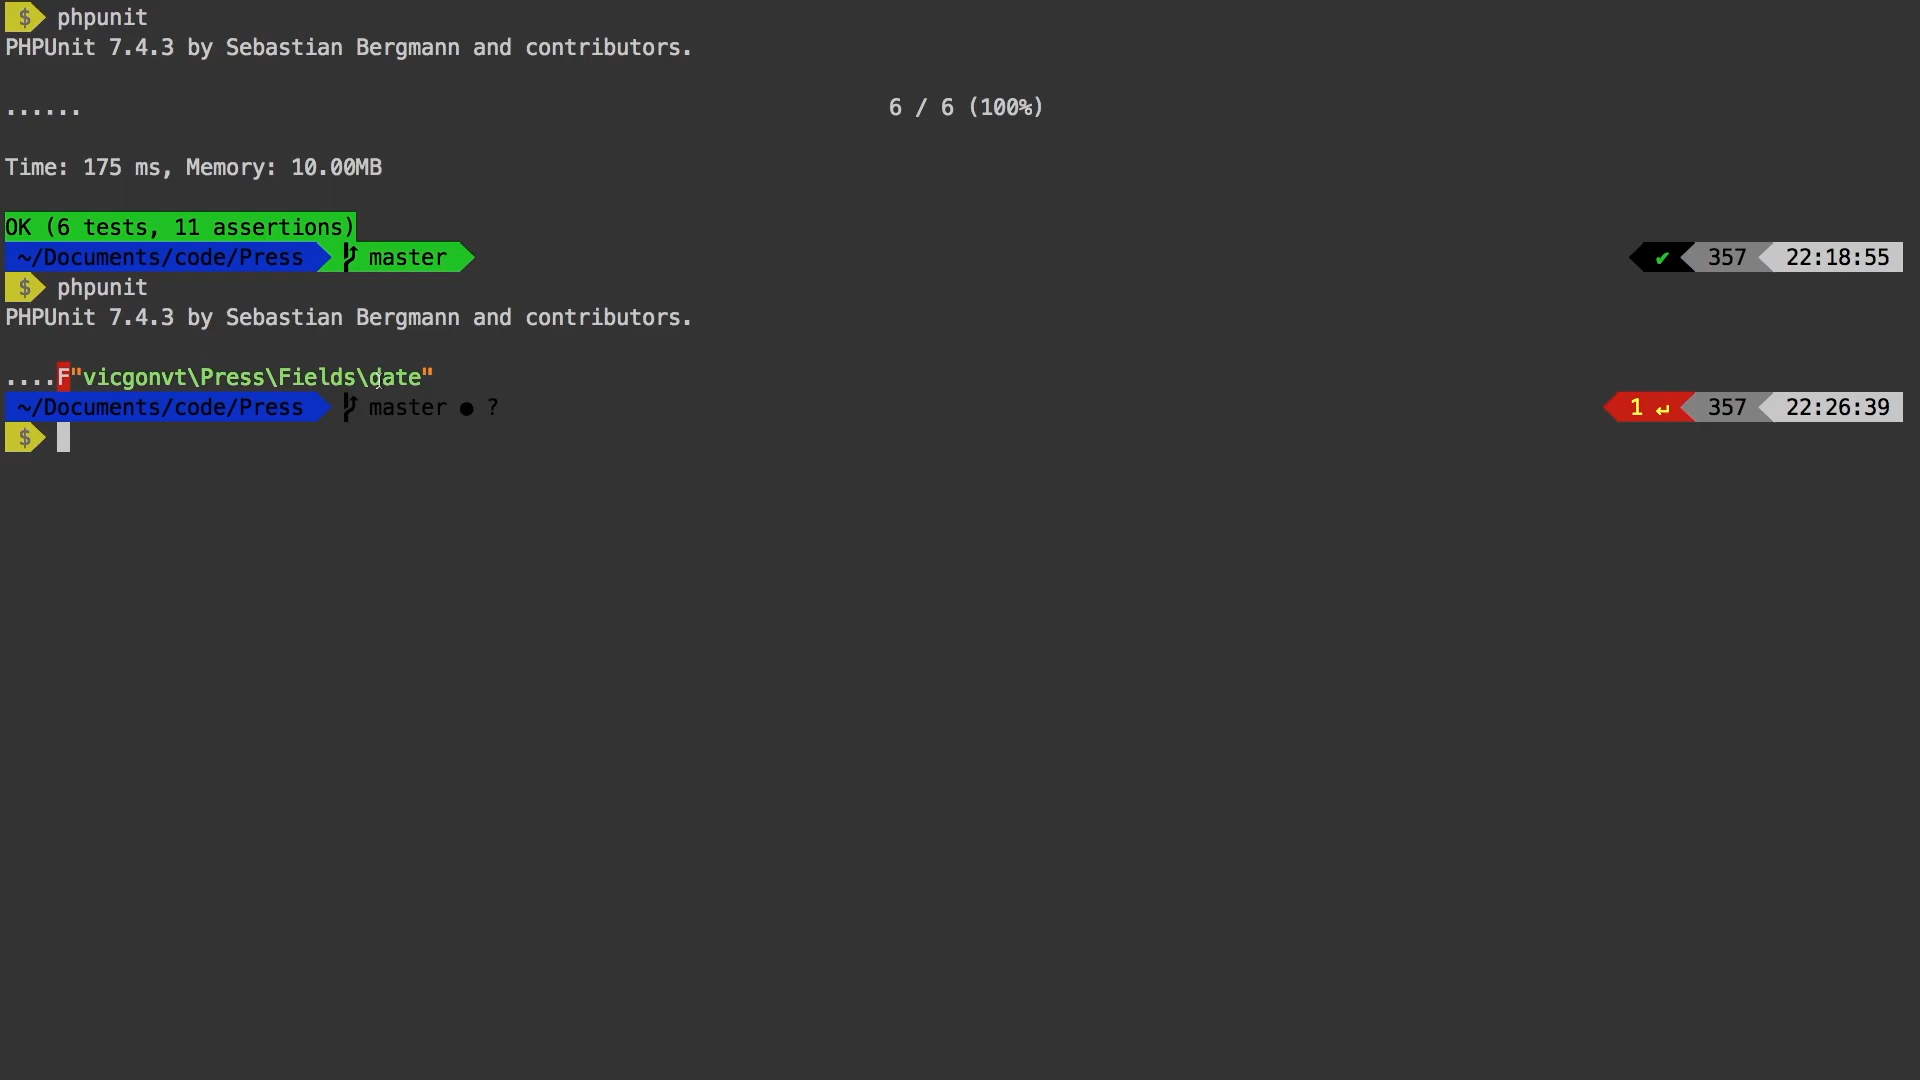 $ phpunit
PHPUnit 7.4.3 by Sebastian Bergmann and contributors.
...... 6 / 6 (100%)
Time: 175 ms, Memory: 10.00MB
OK (6 tests, 11 assertions)
~/Documents/code/Press master ✔ 357 22:18:55
$ phpunit
PHPUnit 7.4.3 by Sebastian Bergmann and contributors.
....F"vicgonvt\Press\Fields\date"
~/Documents/code/Press master ● ? 1 ↵ 357 22:26:39
$